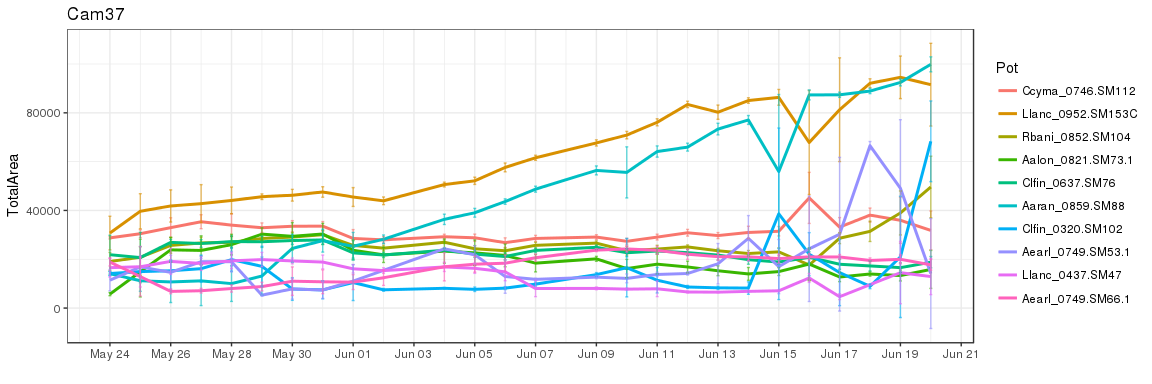 Cam37
TotalArea
80000
40000
0
May 24 May 26 May 28 May 30 Jun 01 Jun 03 Jun 05 Jun 07 Jun 09 Jun 11 Jun 13 Jun 15 Jun 17 Jun 19 Jun 21
Pot
Ccyma_0746.SM112
Llanc_0952.SM153C
Rbani_0852.SM104
Aalon_0821.SM73.1
Clfin_0637.SM76
Aaran_0859.SM88
Clfin_0320.SM102
Aearl_0749.SM53.1
Llanc_0437.SM47
Aearl_0749.SM66.1